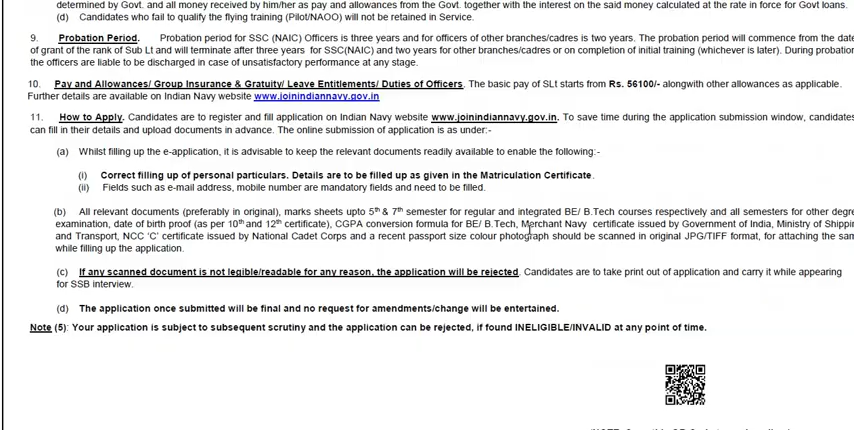 determined by Govt. and all money received by him/her as pay and allowances from the Govt. together with the interest on the said money calculated at the rate in force for Govt loans.
(d) Candidates who fail to qualify the flying training (Pilot/NAOO) will not be retained in Service.
9. Probation Period. Probation period for SSC (NAIC) Officers is three years and for officers of other branches/cadres is two years. The probation period will commence from the date
of grant of the rank of Sub Lt and will terminate after three years for SSC(NAIC) and two years for other branches/cadres or on completion of initial training (whichever is later). During probation
the officers are liable to be discharged in case of unsatisfactory performance at any stage.
10. Pay and Allowances/ Group Insurance & Gratuity/ Leave Entitlements/ Duties of Officers. The basic pay of SLt starts from Rs. 56100/- alongwith other allowances as applicable.
Further details are available on Indian Navy website www.joinindiannavy.gov.in
11. How to Apply. Candidates are to register and fill application on Indian Navy website www.joinindiannavy.gov.in. To save time during the application submission window, candidates
can fill in their details and upload documents in advance. The online submission of application is as under:-
(a) Whilst filling up the e-application, it is advisable to keep the relevant documents readily available to enable the following:-
(i) Correct filling up of personal particulars. Details are to be filled up as given in the Matriculation Certificate.
(ii) Fields such as e-mail address, mobile number are mandatory fields and need to be filled.
(b) All relevant documents (preferably in original), marks sheets upto 5th & 7th semester for regular and integrated BE/ B.Tech courses respectively and all semesters for other degre
examination, date of birth proof (as per 10th and 12th certificate), CGPA conversion formula for BE/ B.Tech, Merchant Navy certificate issued by Government of India, Ministry of Shippin
and Transport, NCC 'C' certificate issued by National Cadet Corps and a recent passport size colour photograph should be scanned in original JPG/TIFF format, for attaching the sam
while filling up the application.
(c) If any scanned document is not legible/readable for any reason, the application will be rejected. Candidates are to take print out of application and carry it while appearing
for SSB interview.
(d) The application once submitted will be final and no request for amendments/change will be entertained.
Note (5): Your application is subject to subsequent scrutiny and the application can be rejected, if found INELIGIBLE/INVALID at any point of time.